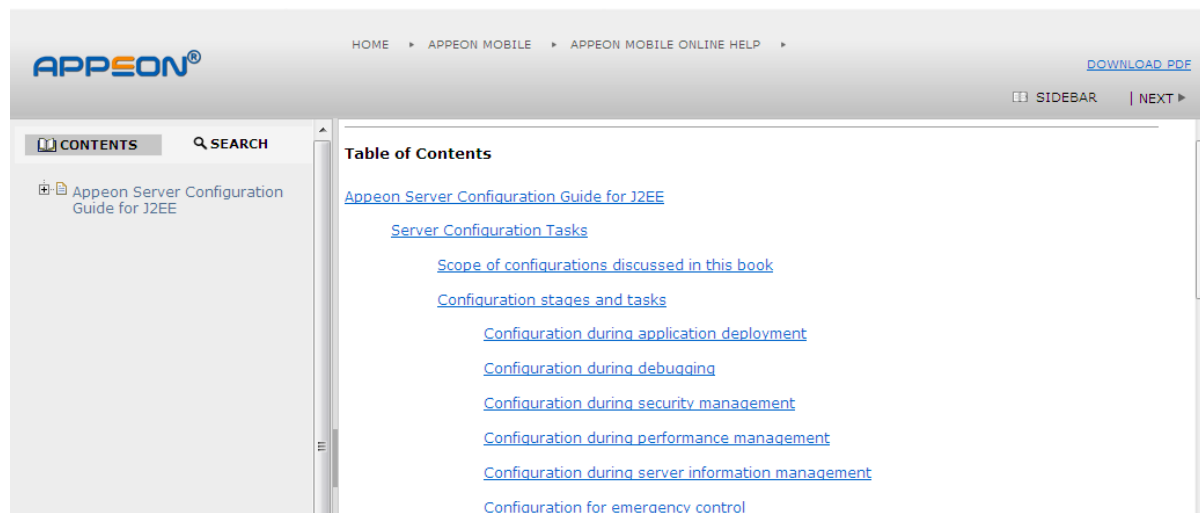 APPEON®
HOME ▸ APPEON MOBILE ▸ APPEON MOBILE ONLINE HELP ▸
DOWNLOAD PDF
SIDEBAR | NEXT ▸
CONTENTS
SEARCH
Appeon Server Configuration
Guide for J2EE
Table of Contents
Appeon Server Configuration Guide for J2EE
Server Configuration Tasks
Scope of configurations discussed in this book
Configuration stages and tasks
Configuration during application deployment
Configuration during debugging
Configuration during security management
Configuration during performance management
Configuration during server information management
Configuration for emergency control